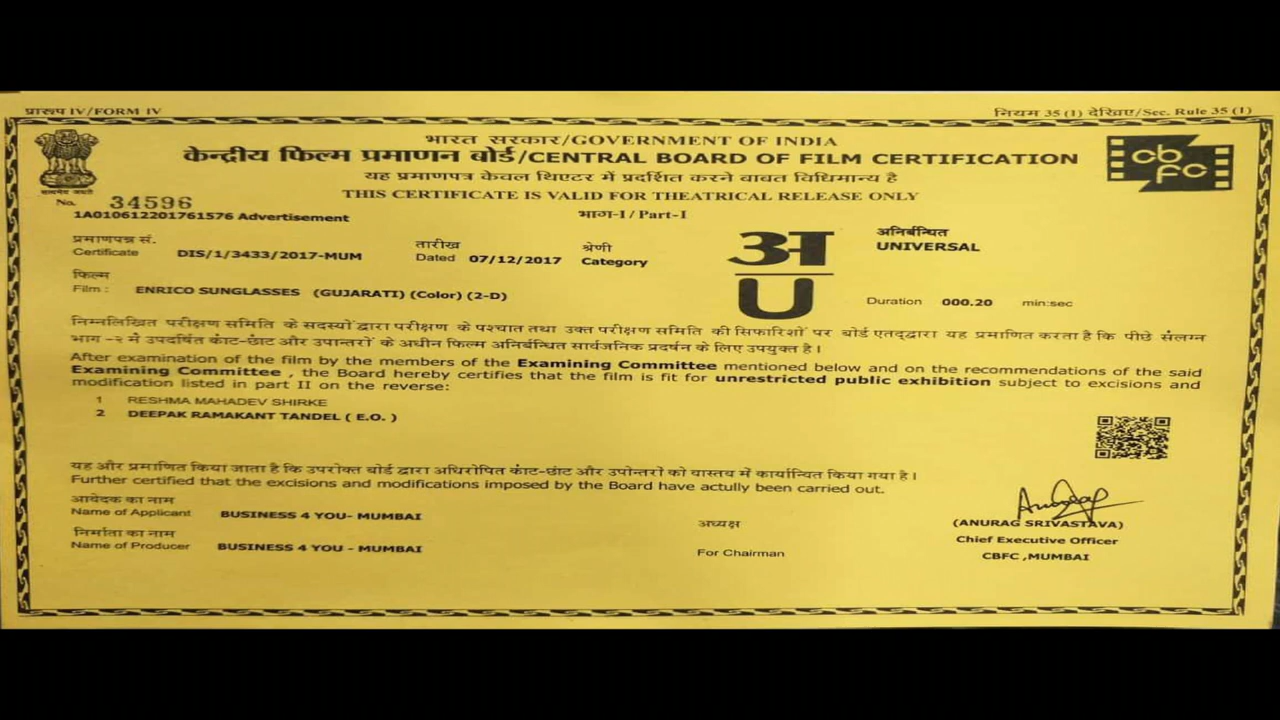 प्रारूप IV/FORM IV
नियम 35 (1) देखिए/Sec. Rule 35 (1)
भारत सरकार/GOVERNMENT OF INDIA
केन्द्रीय फिल्म प्रमाणन बोर्ड/CENTRAL BOARD OF FILM CERTIFICATION
यह प्रमाणपत्र केवल थिएटर में प्रदर्शित करने बाबत विधिमान्य है
THIS CERTIFICATE IS VALID FOR THEATRICAL RELEASE ONLY
सत्यमेव जयते
cb
fc
No. 34596
1A010612201761576 Advertisement
भाग-I / Part-I
प्रमाणपत्र सं.
Certificate DIS/1/3433/2017-MUM
तारीख
Dated 07/12/2017
श्रेणी
Category
अ
U
अनिर्बन्धित
UNIVERSAL
फिल्म
Film : ENRICO SUNGLASSES (GUJARATI) (Color) (2-D)
Duration 000.20 min:sec
निम्नलिखित परीक्षण समिति के सदस्यों द्वारा परीक्षण के पश्चात तथा उक्त परीक्षण समिति की सिफारिशों पर बोर्ड एतद्द्वारा यह प्रमाणित करता है कि पीछे संलग्न
भाग -२ में उपदर्षित कांट-छांट और उपान्तरों के अधीन फिल्म अनिर्बन्धित सार्वजनिक प्रदर्षन के लिए उपयुक्त है।
After examination of the film by the members of the Examining Committee mentioned below and on the recommendations of the said
Examining Committee , the Board hereby certifies that the film is fit for unrestricted public exhibition subject to excisions and
modification listed in part II on the reverse:
1 RESHMA MAHADEV SHIRKE
2 DEEPAK RAMAKANT TANDEL ( E.O. )
यह और प्रमाणित किया जाता है कि उपरोक्त बोर्ड द्वारा अधिरोपित कांट-छांट और उपांतरों को वास्तव में कार्यान्वित किया गया है।
Further certified that the excisions and modifications imposed by the Board have actully been carried out.
आवेदक का नाम
Name of Applicant BUSINESS 4 YOU- MUMBAI
निर्माता का नाम
Name of Producer BUSINESS 4 YOU - MUMBAI
अध्यक्ष
For Chairman
(ANURAG SRIVASTAVA)
Chief Executive Officer
CBFC ,MUMBAI